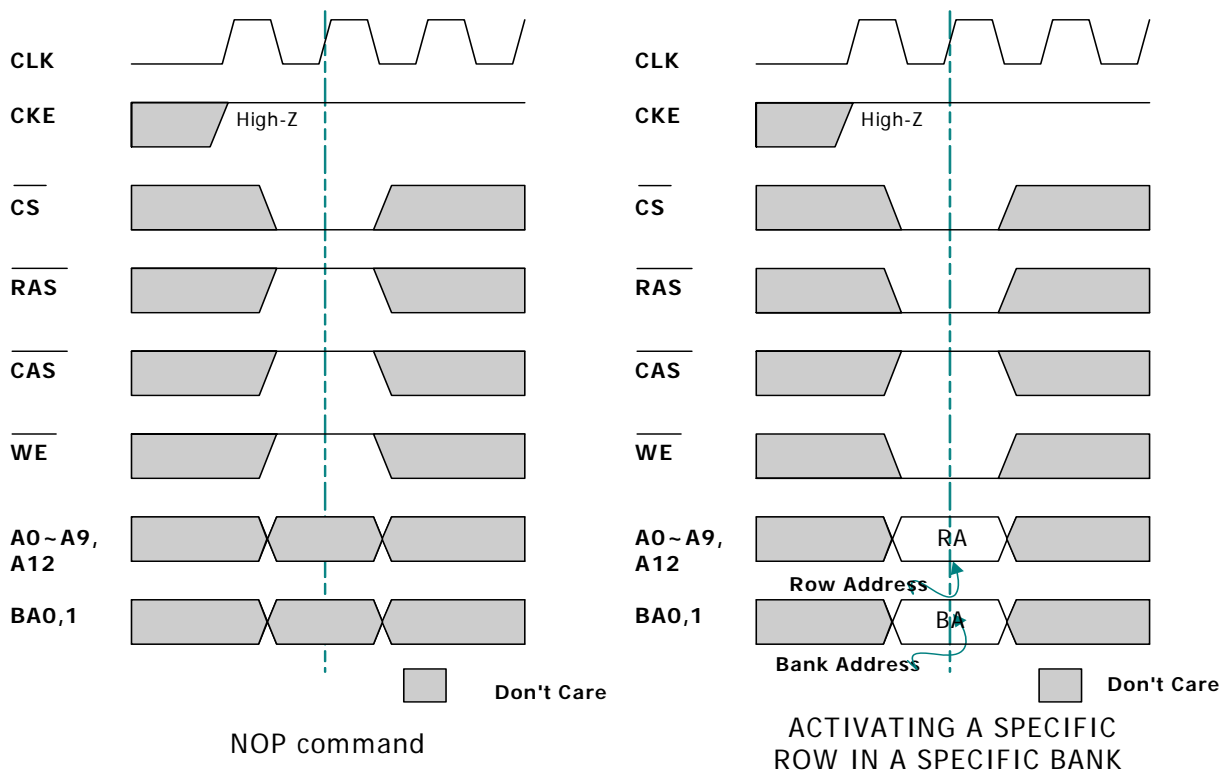 CLK
CKE
High-Z
CS
RAS
CAS
WE
A0~A9,
A12
BA0,1
Don't Care
NOP command
CLK
CKE
High-Z
CS
RAS
CAS
WE
A0~A9,
A12
RA
Row Address
BA0,1
BA
Bank Address
Don't Care
ACTIVATING A SPECIFIC
ROW IN A SPECIFIC BANK